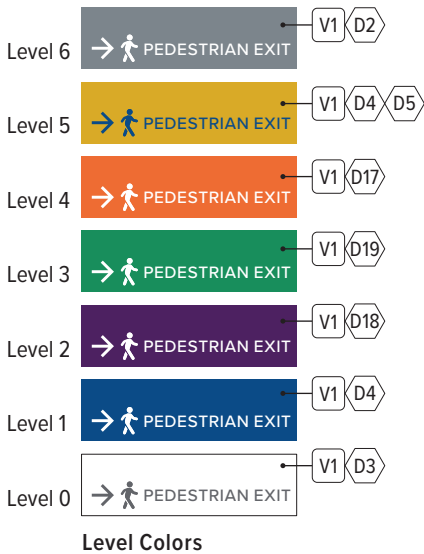 V1 D2
Level 6 PEDESTRIAN EXIT
V1 D4 D5
Level 5 PEDESTRIAN EXIT
V1 D17
Level 4 PEDESTRIAN EXIT
V1 D19
Level 3 PEDESTRIAN EXIT
V1 D18
Level 2 PEDESTRIAN EXIT
V1 D4
Level 1 PEDESTRIAN EXIT
V1 D3
Level 0 PEDESTRIAN EXIT
Level Colors